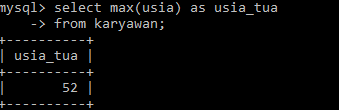 mysql> select max(usia) as usia_tua
    -> from karyawan;
+----------+
| usia_tua |
+----------+
|       52 |
+----------+